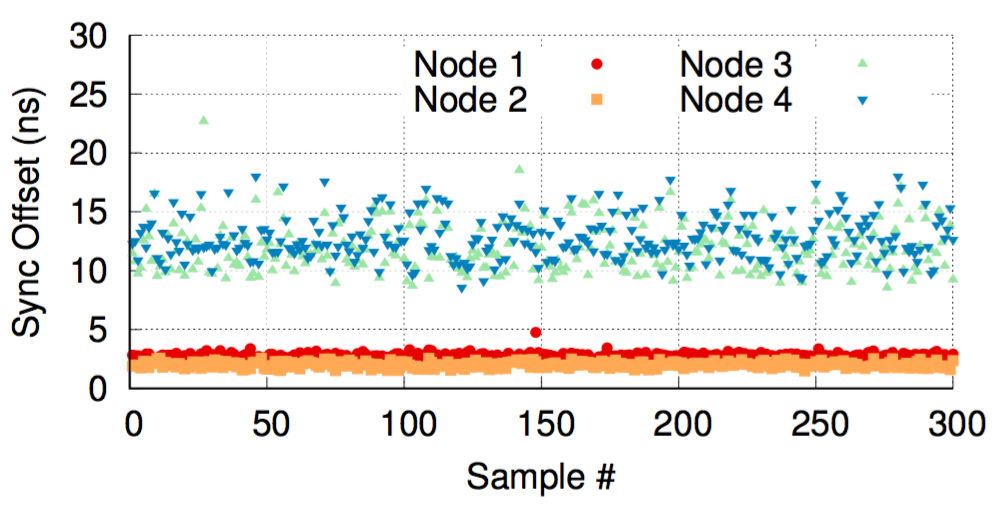 30
25
20
15
10
5
0
Sync Offset (ns)
Node 1
Node 2
Node 3
Node 4
0 50 100 150 200 250 300
Sample #